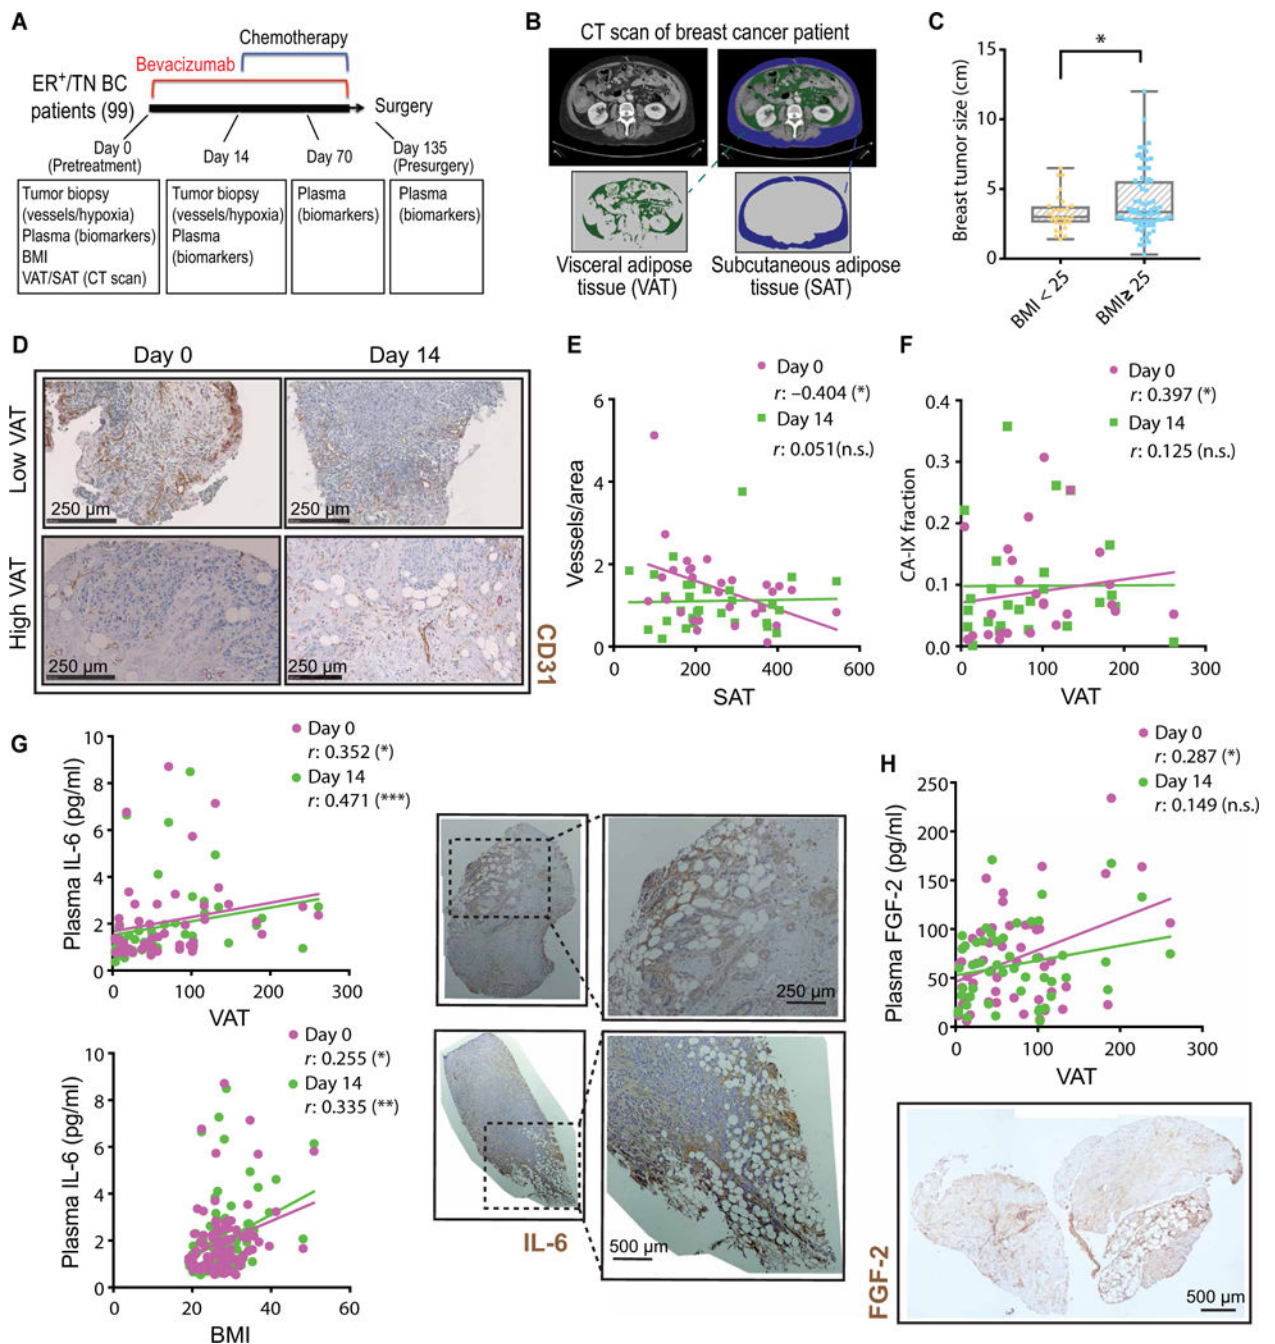 A
Chemotherapy
Bevacizumab
ER+/TN BC
patients (99)
Surgery
Day 0
(Pretreatment)
Day 14
Day 70
Day 135
(Presurgery)
Tumor biopsy
(vessels/hypoxia)
Plasma (biomarkers)
BMI
VAT/SAT (CT scan)
Tumor biopsy
(vessels/hypoxia)
Plasma
(biomarkers)
Plasma
(biomarkers)
Plasma
(biomarkers)
B
CT scan of breast cancer patient
Visceral adipose
tissue (VAT)
Subcutaneous adipose
tissue (SAT)
C
Breast tumor size (cm)
15
10
5
0
*
BMI < 25
BMI ≥ 25
D
Day 0
Day 14
Low VAT
High VAT
250 µm
250 µm
250 µm
250 µm
CD31
E
Day 0
r: −0.404 (*)
Day 14
r: 0.051(n.s.)
Vessels/area
6
4
2
0
0
200
400
600
SAT
F
Day 0
r: 0.397 (*)
Day 14
r: 0.125 (n.s.)
CA-IX fraction
0.4
0.3
0.2
0.1
0.0
0
100
200
300
VAT
G
Day 0
r: 0.352 (*)
Day 14
r: 0.471 (***)
Plasma IL-6 (pg/ml)
10
8
6
4
2
0
0
100
200
300
VAT
Day 0
r: 0.255 (*)
Day 14
r: 0.335 (**)
Plasma IL-6 (pg/ml)
10
8
6
4
2
0
0
20
40
60
BMI
250 µm
500 µm
IL-6
H
Day 0
r: 0.287 (*)
Day 14
r: 0.149 (n.s.)
Plasma FGF-2 (pg/ml)
250
200
150
100
50
0
0
100
200
300
VAT
FGF-2
500 µm